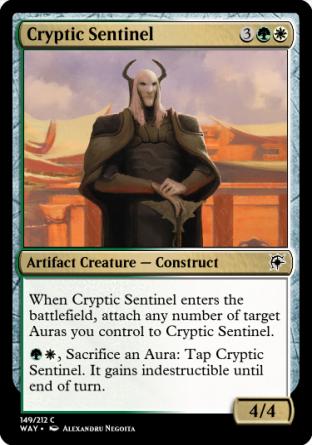 Cryptic Sentinel 3
Artifact Creature — Construct
When Cryptic Sentinel enters the
battlefield, attach any number of target
Auras you control to Cryptic Sentinel.
, Sacrifice an Aura: Tap Cryptic
Sentinel. It gains indestructible until
end of turn.
4/4
149/212 C
WAY • Alexandru Negoita